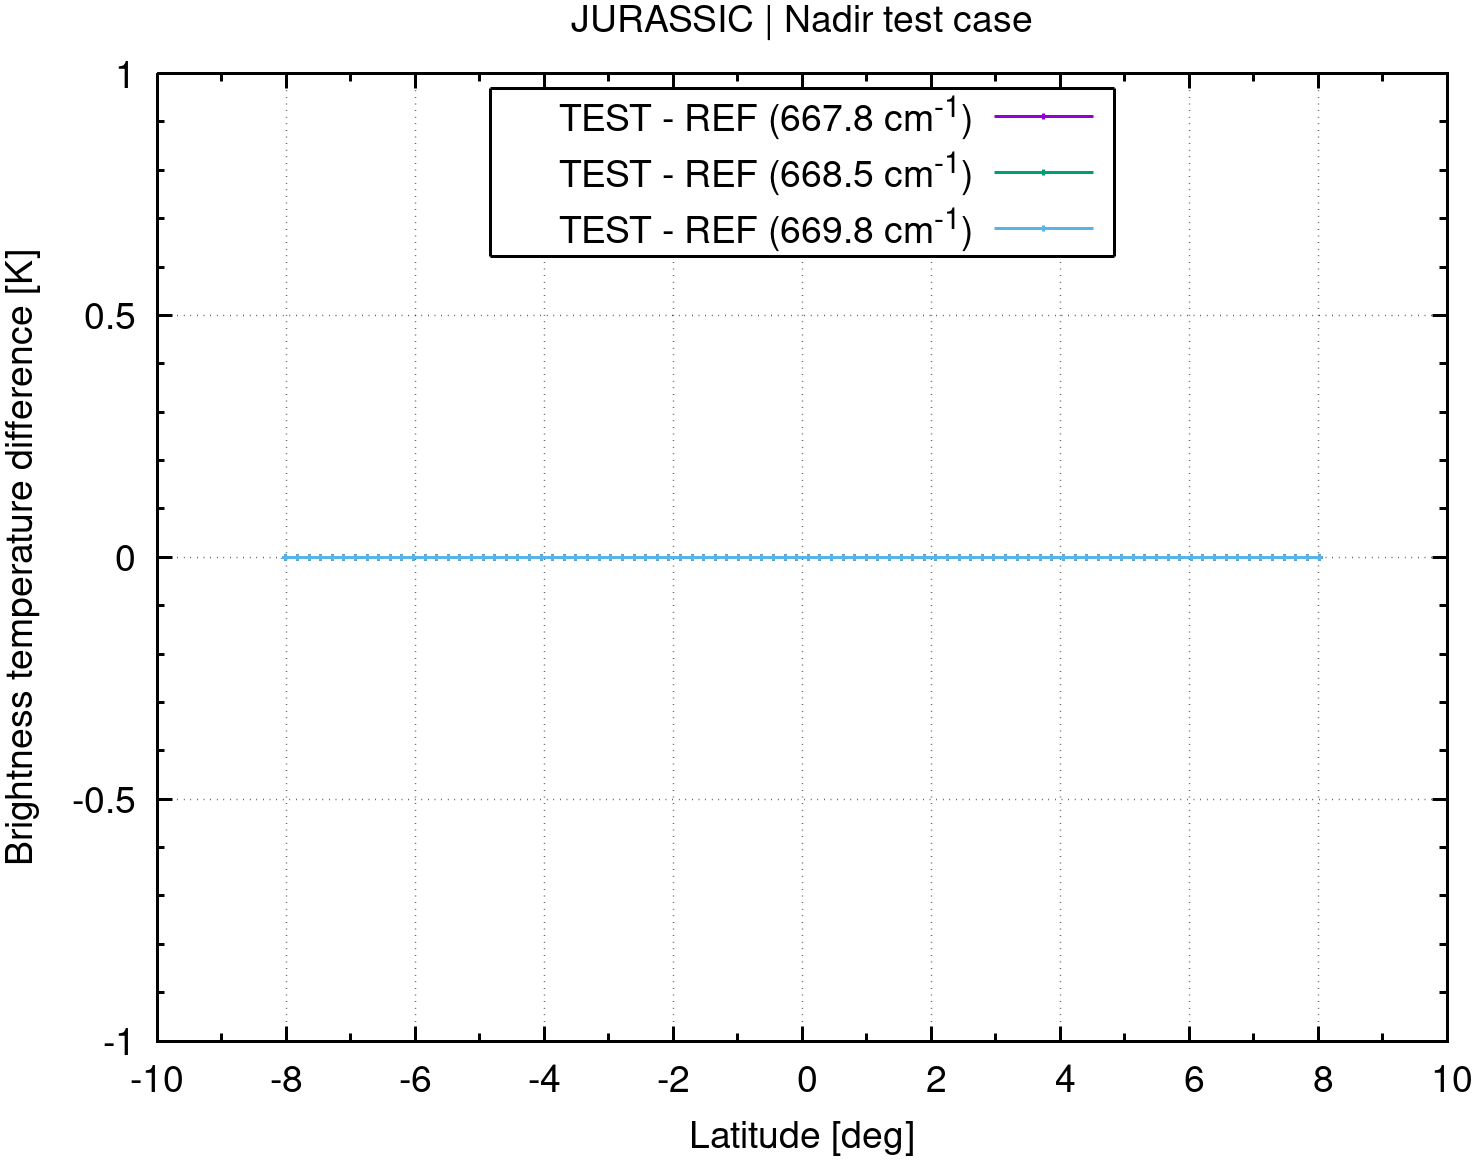 JURASSIC | Nadir test case
1
TEST - REF (667.8 cm⁻¹)
TEST - REF (668.5 cm⁻¹)
TEST - REF (669.8 cm⁻¹)
0.5
0
-0.5
-1
Brightness temperature difference [K]
-10 -8 -6 -4 -2 0 2 4 6 8 10
Latitude [deg]